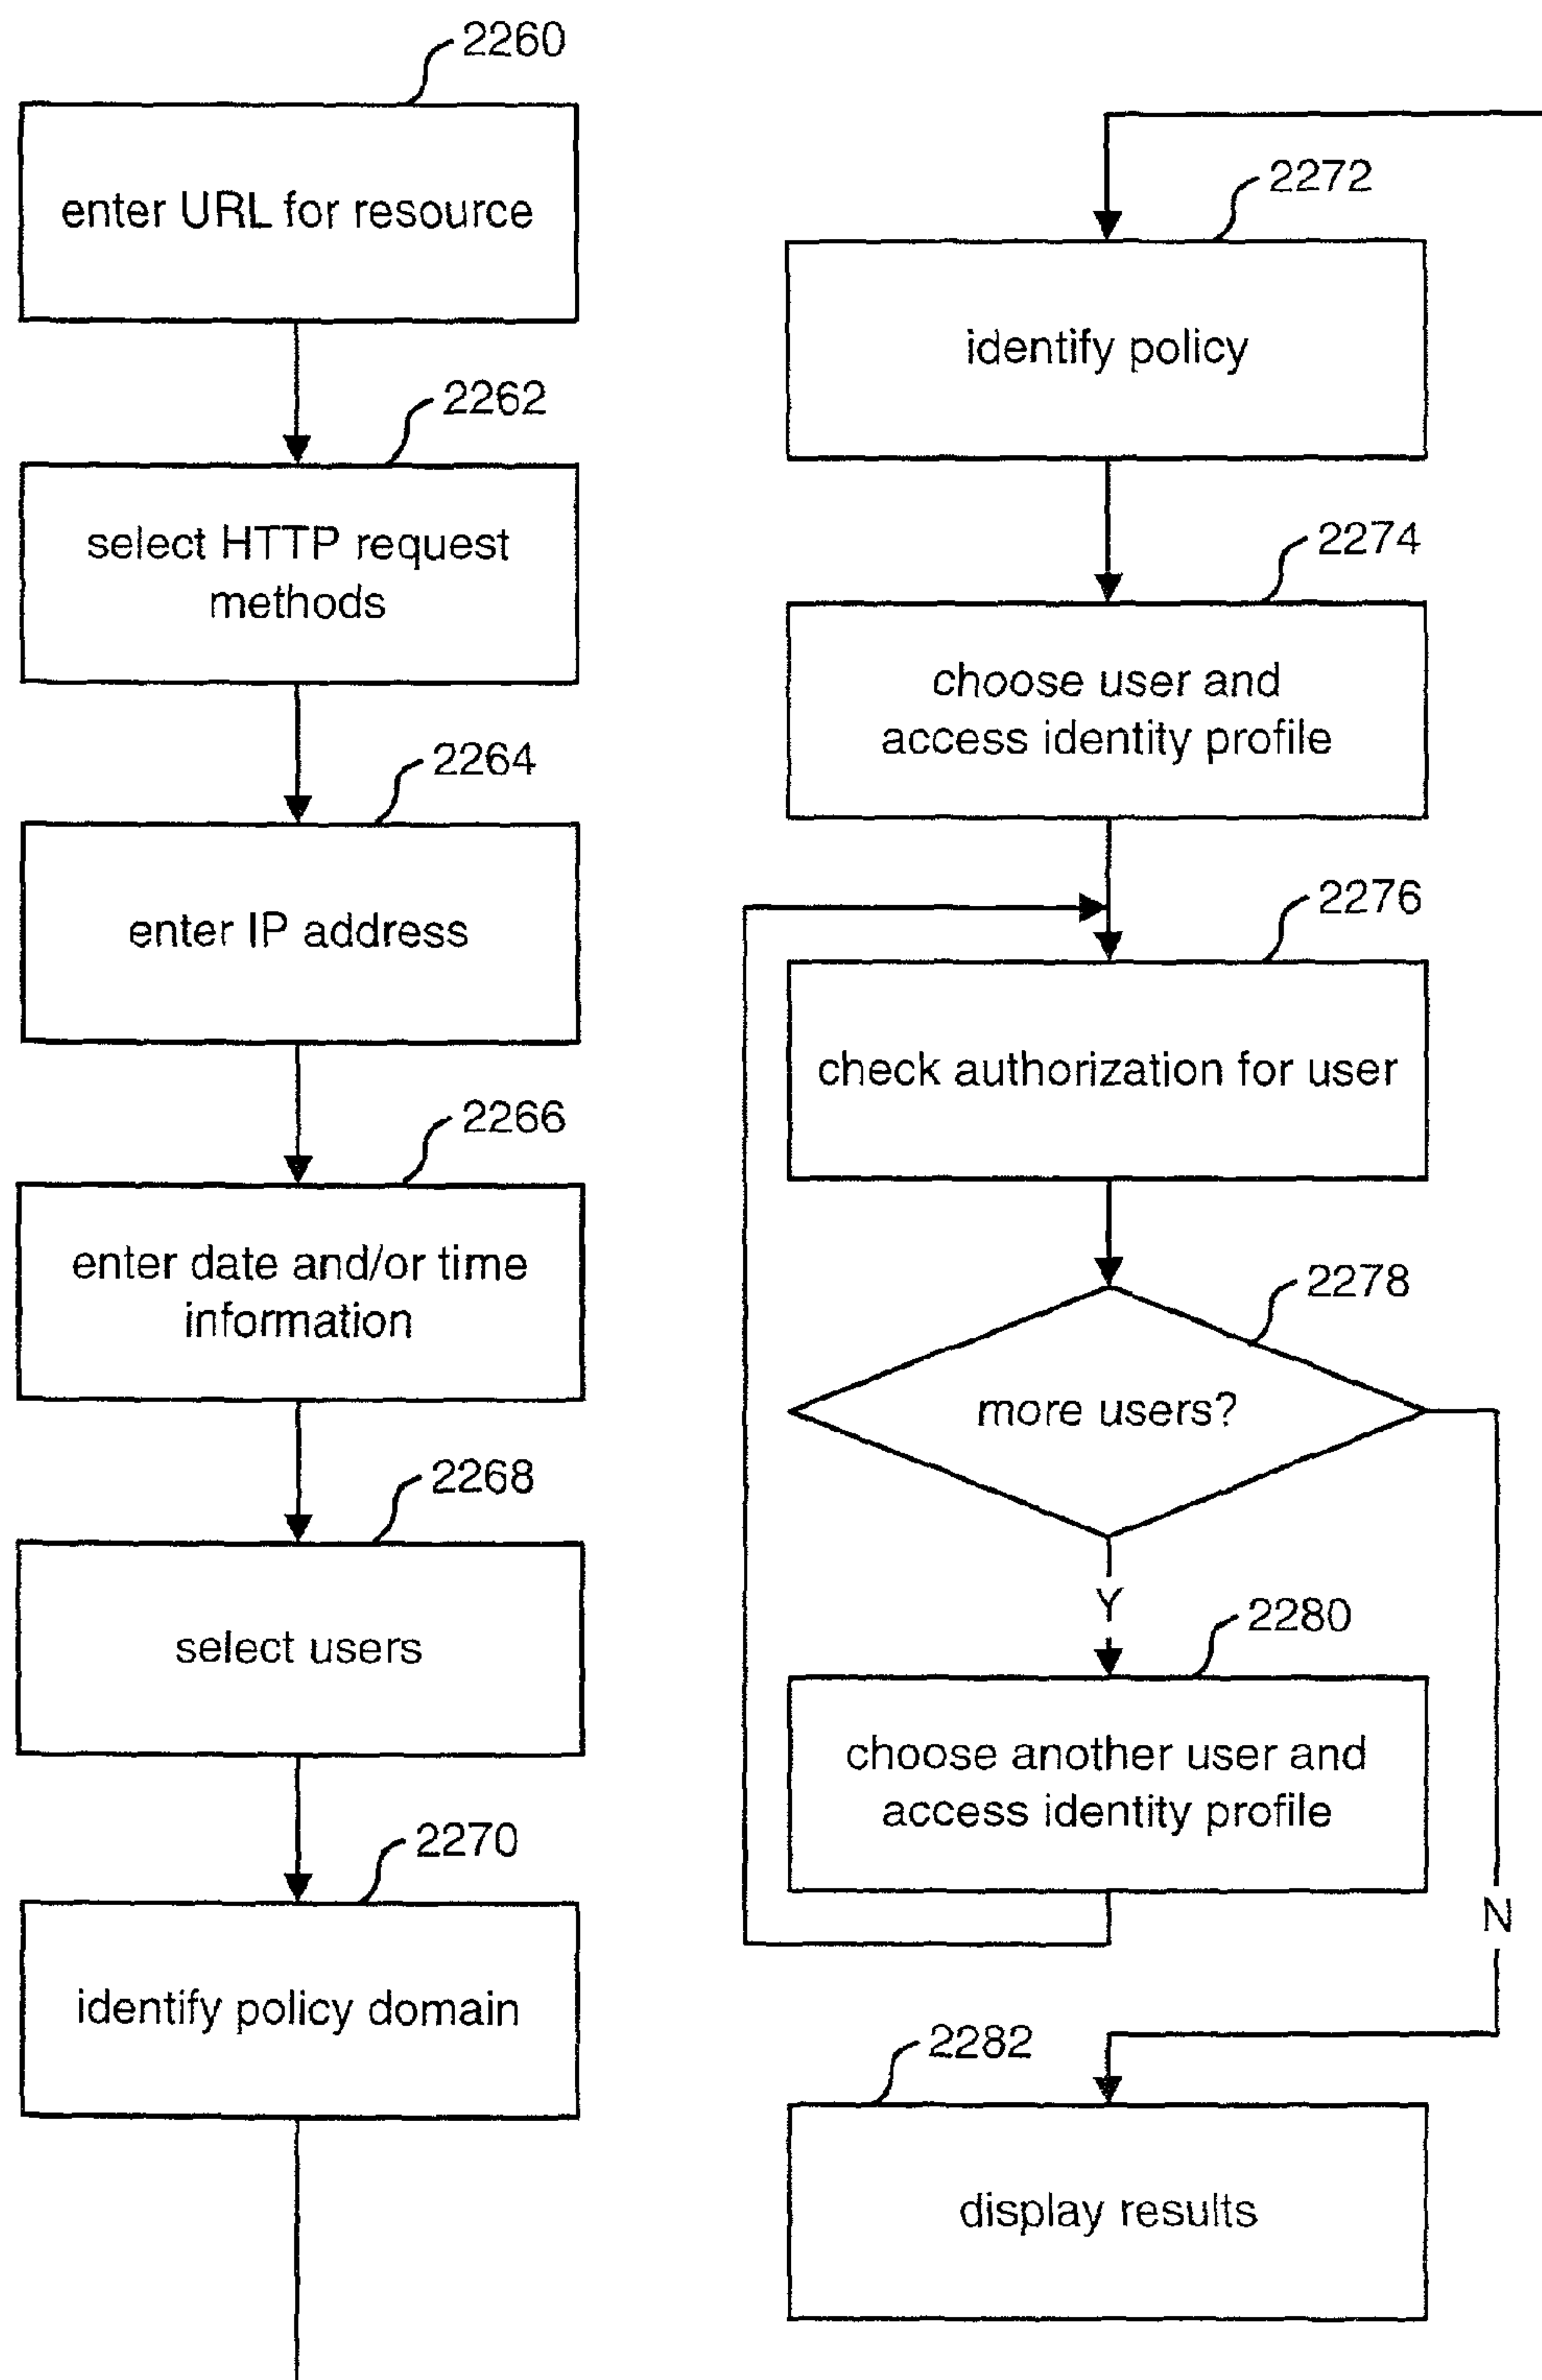 2260
enter URL for resource
2262
select HTTP request
methods
2264
enter IP address
2266
enter date and/or time
information
2268
select users
2270
identify policy domain
2272
identify policy
2274
choose user and
access identity profile
2276
check authorization for user
2278
more users?
Y
2280
choose another user and
access identity profile
N
2282
display results